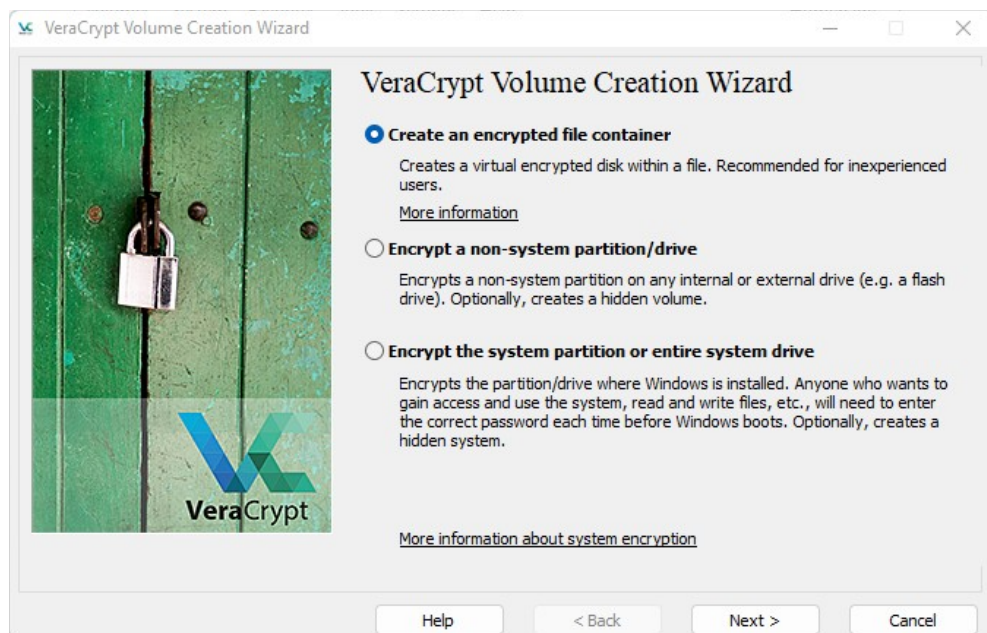 VeraCrypt Volume Creation Wizard
VeraCrypt Volume Creation Wizard
Create an encrypted file container
Creates a virtual encrypted disk within a file. Recommended for inexperienced
users.
More information
Encrypt a non-system partition/drive
Encrypts a non-system partition on any internal or external drive (e.g. a flash
drive). Optionally, creates a hidden volume.
Encrypt the system partition or entire system drive
Encrypts the partition/drive where Windows is installed. Anyone who wants to
gain access and use the system, read and write files, etc., will need to enter
the correct password each time before Windows boots. Optionally, creates a
hidden system.
VeraCrypt
More information about system encryption
Help
< Back
Next >
Cancel